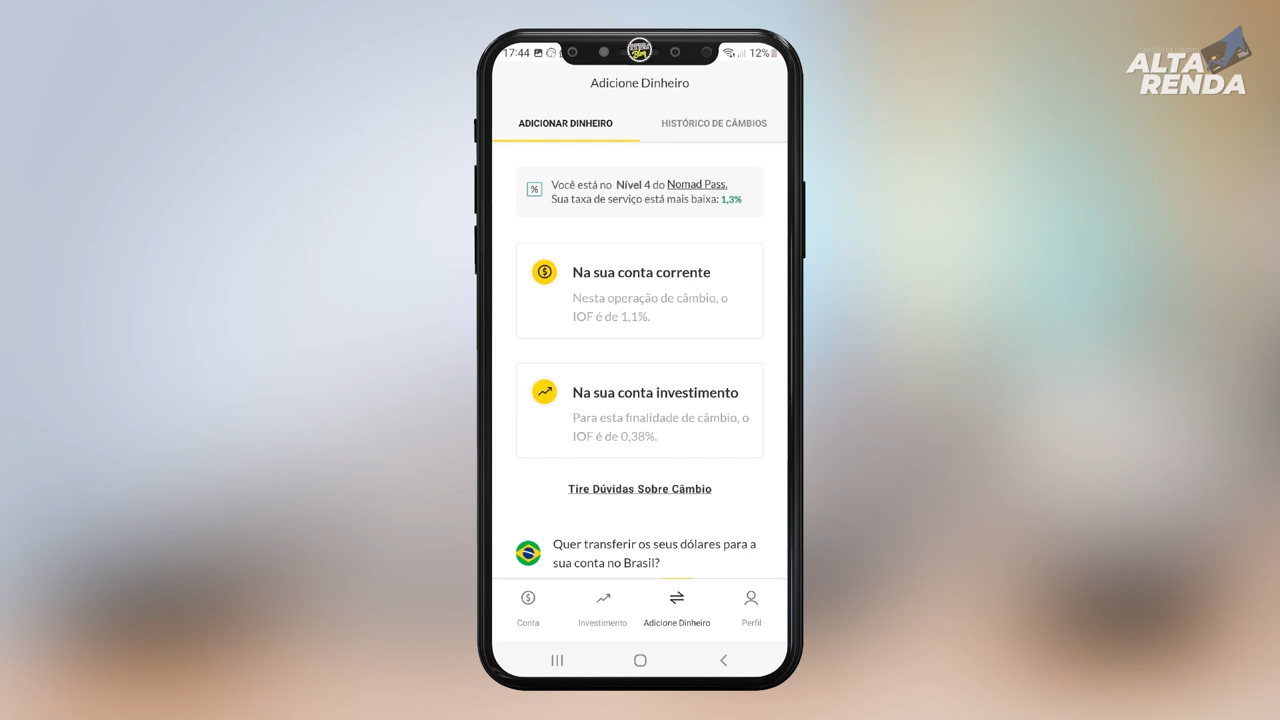 17:44
12%
ALTA
RENDA
Adicione Dinheiro
ADICIONAR DINHEIRO
HISTÓRICO DE CÂMBIOS
%
Você está no Nível 4 do Nomad Pass.
Sua taxa de serviço está mais baixa: 1,3%
Na sua conta corrente
Nesta operação de câmbio, o
IOF é de 1,1%.
Na sua conta investimento
Para esta finalidade de câmbio, o
IOF é de 0,38%.
Tire Dúvidas Sobre Câmbio
Quer transferir os seus dólares para a
sua conta no Brasil?
Conta
Investimento
Adicione Dinheiro
Perfil